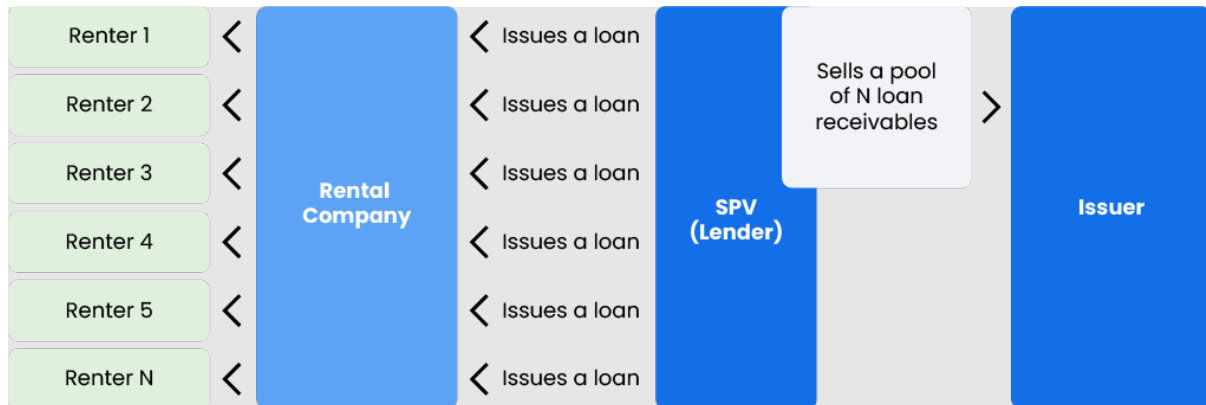 Renter 1
Renter 2
Renter 3
Renter 4
Renter 5
Renter N
Rental
Company
Issues a loan
Issues a loan
Issues a loan
Issues a loan
Issues a loan
Issues a loan
SPV
(Lender)
Sells a pool
of N loan
receivables
Issuer